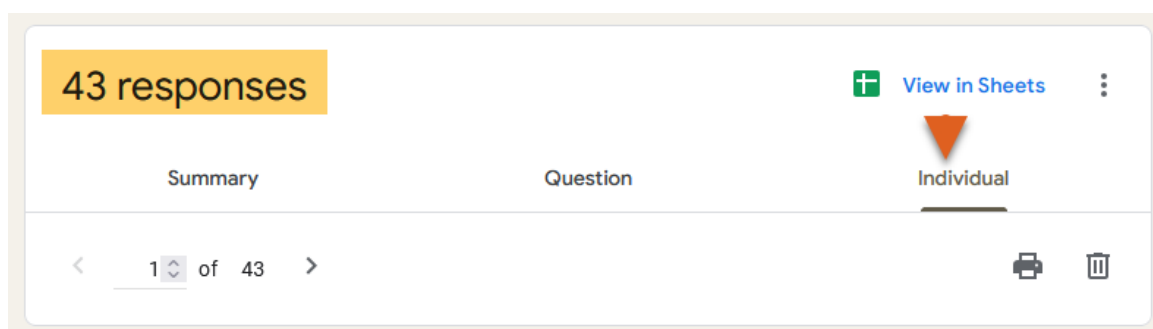 43 responses
View in Sheets
Summary Question Individual
1 of 43